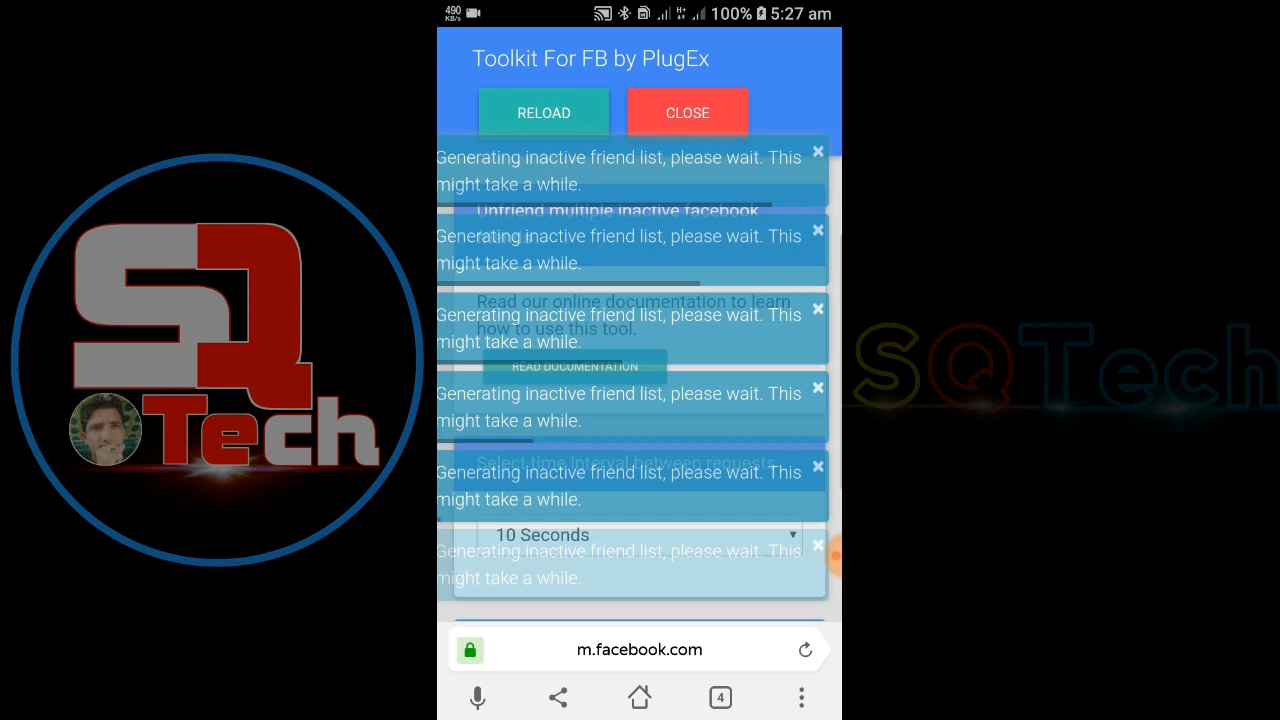 490
KB/s
H+
100%
5:27 am
Toolkit For FB by PlugEx
RELOAD
CLOSE
Generating inactive friend list, please wait. This
might take a while.
Unfriend multiple inactive facebook
Generating inactive friend list, please wait. This
might take a while.
Read our online documentation to learn
how to use this tool.
Generating inactive friend list, please wait. This
might take a while.
READ DOCUMENTATION
Generating inactive friend list, please wait. This
might take a while.
Select time interval between requests
Generating inactive friend list, please wait. This
might take a while.
10 Seconds
Generating inactive friend list, please wait. This
might take a while.
m.facebook.com
4
SQ
Tech
SQTech